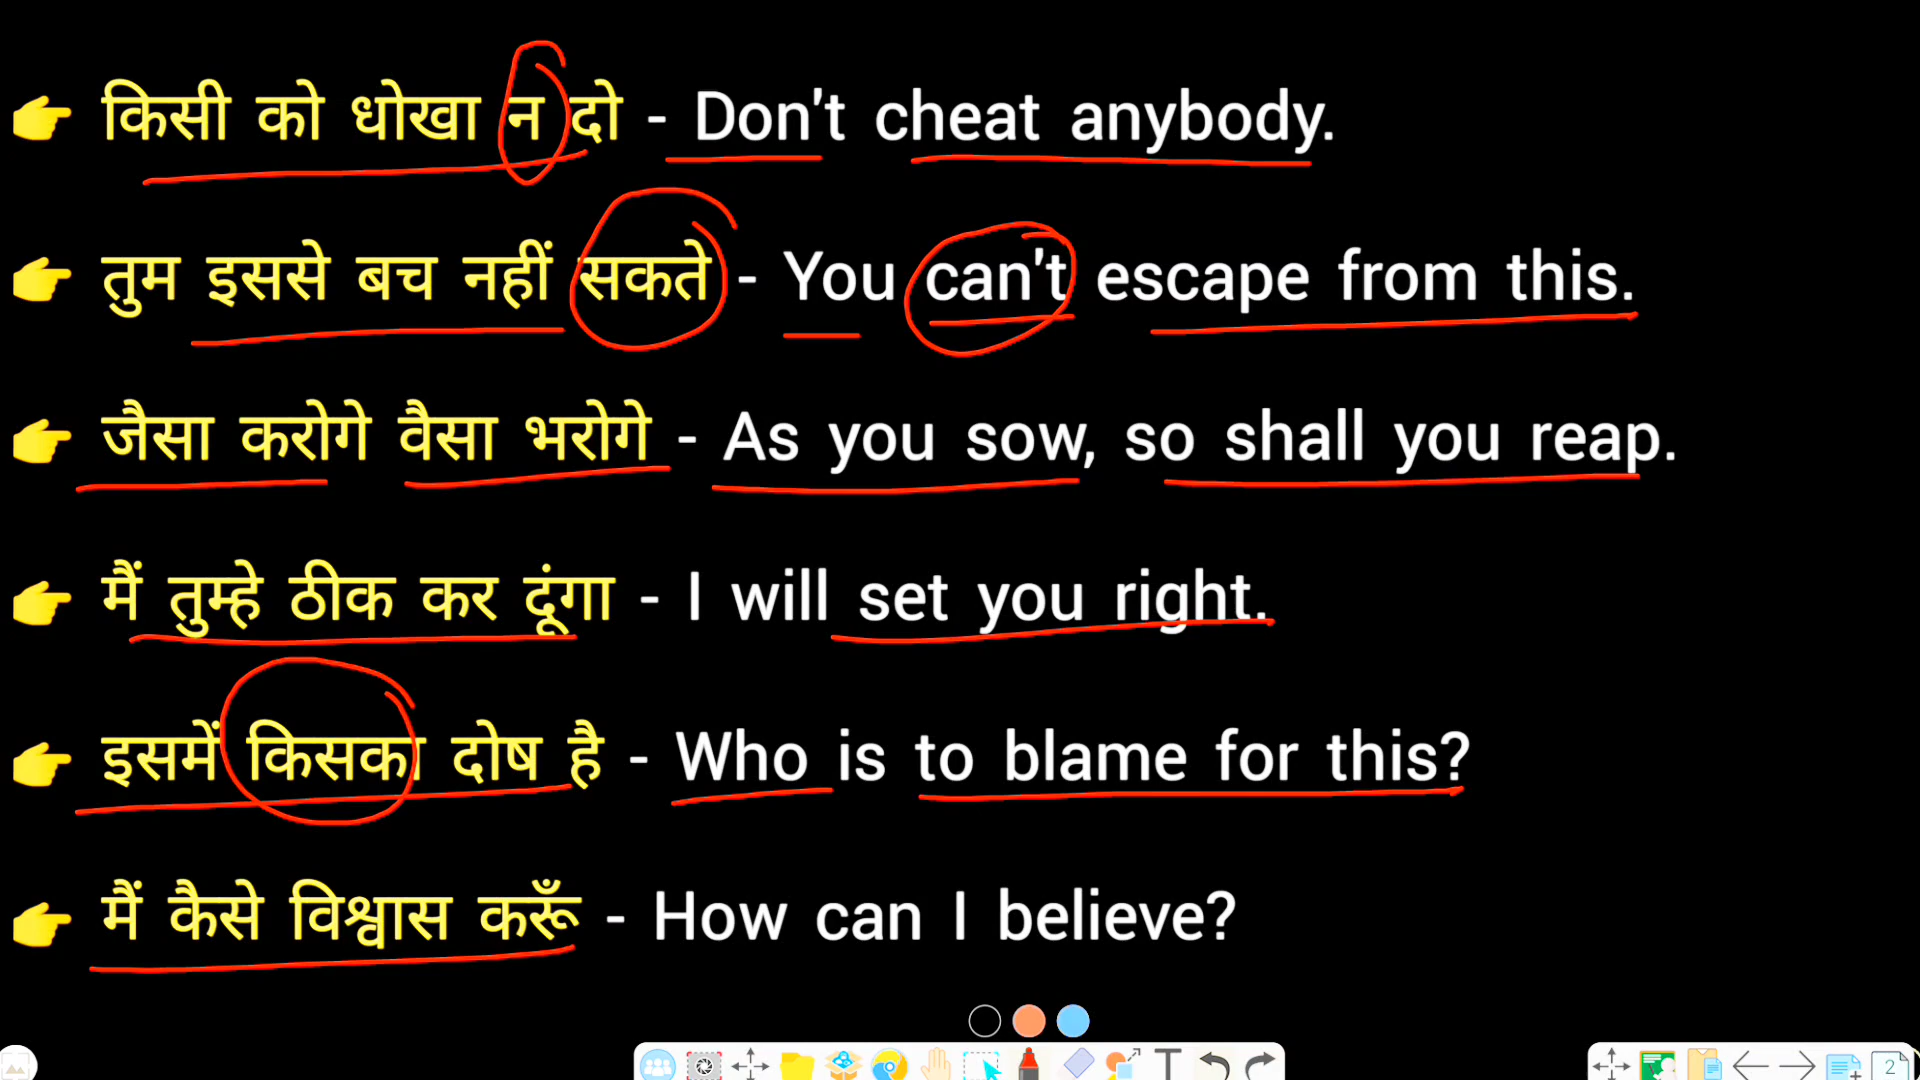 👉 किसी को धोखा न दो - Don't cheat anybody.
👉 तुम इससे बच नहीं सकते - You can't escape from this.
👉 जैसा करोगे वैसा भरोगे - As you sow, so shall you reap.
👉 मैं तुम्हे ठीक कर दूंगा - I will set you right.
👉 इसमें किसका दोष है - Who is to blame for this?
👉 मैं कैसे विश्वास करूँ - How can I believe?
T 2